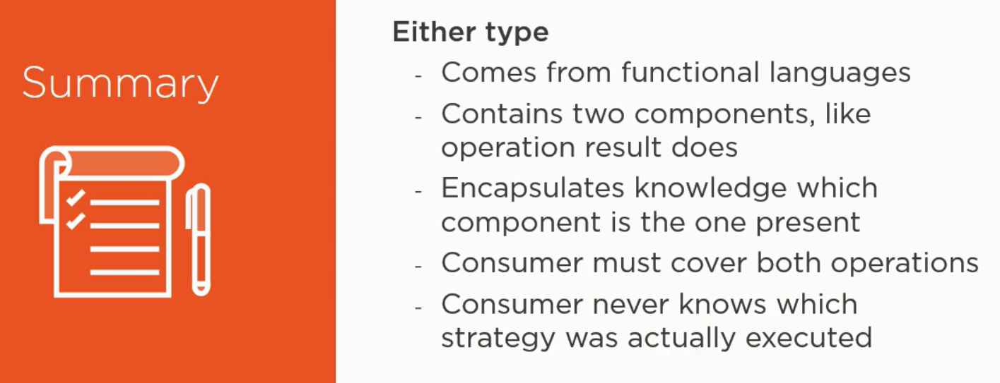 Summary
Either type
- Comes from functional languages
- Contains two components, like
operation result does
- Encapsulates knowledge which
component is the one present
- Consumer must cover both operations
- Consumer never knows which
strategy was actually executed